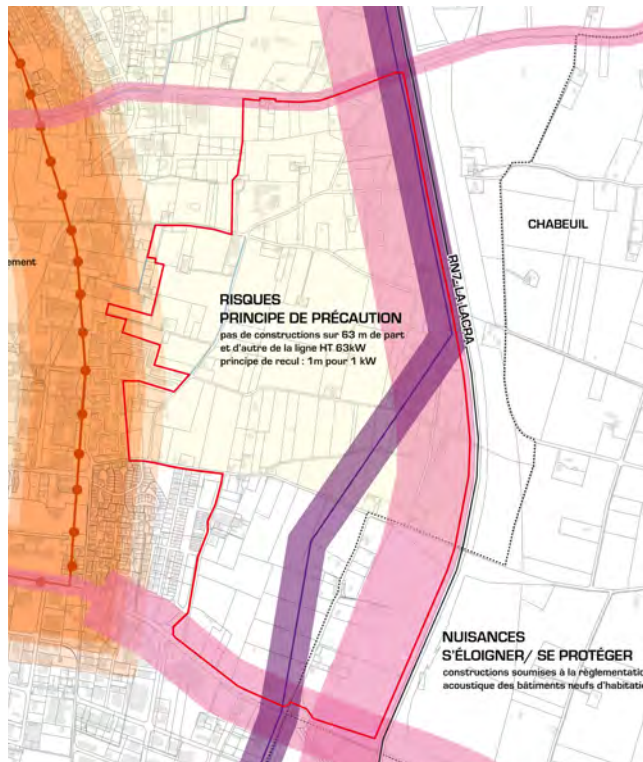 CHABEUIL
ement
RN7- LA LACRA
RISQUES
PRINCIPE DE PRÉCAUTION
pas de constructions sur 63 m de part
et d'autre de la ligne HT 63kW
principe de recul : 1m pour 1 kW
NUISANCES
S'ÉLOIGNER/ SE PROTÉGER
constructions soumises à la règlementatio
acoustique des bâtiments neufs d'habitati